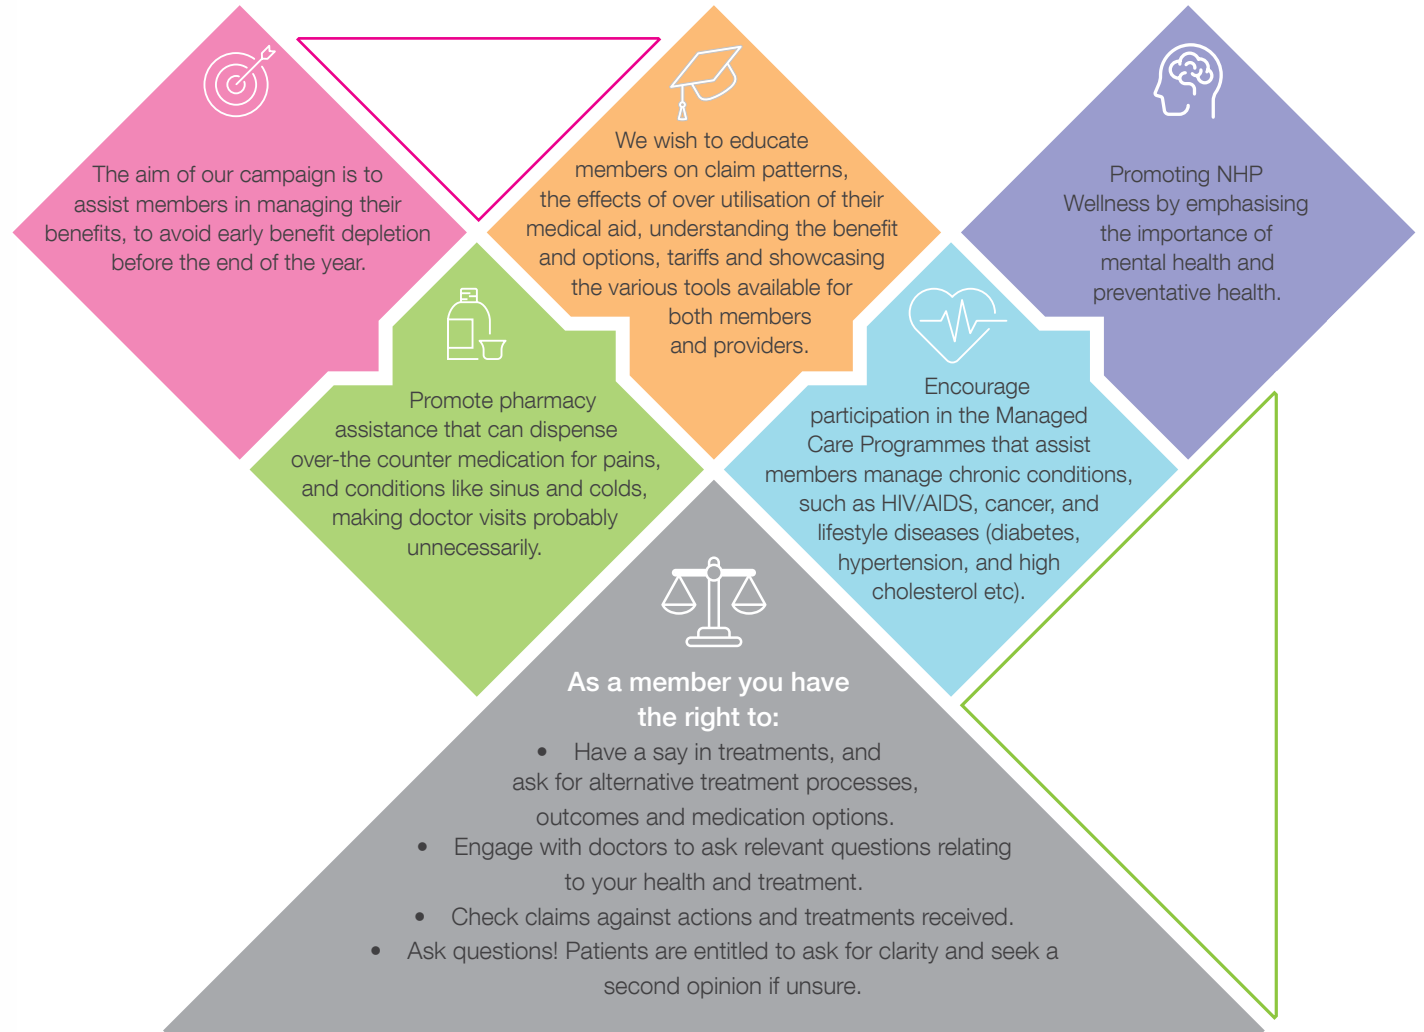 The aim of our campaign is to
assist members in managing their
benefits, to avoid early benefit depletion
before the end of the year.
We wish to educate
members on claim patterns,
the effects of over utilisation of their
medical aid, understanding the benefit
and options, tariffs and showcasing
the various tools available for
both members
and providers.
Promoting NHP
Wellness by emphasising
the importance of
mental health and
preventative health.
Promote pharmacy
assistance that can dispense
over-the counter medication for pains,
and conditions like sinus and colds,
making doctor visits probably
unnecessarily.
Encourage
participation in the Managed
Care Programmes that assist
members manage chronic conditions,
such as HIV/AIDS, cancer, and
lifestyle diseases (diabetes,
hypertension, and high
cholesterol etc).
As a member you have
the right to:
• Have a say in treatments, and
ask for alternative treatment processes,
outcomes and medication options.
• Engage with doctors to ask relevant questions relating
to your health and treatment.
• Check claims against actions and treatments received.
• Ask questions! Patients are entitled to ask for clarity and seek a
second opinion if unsure.